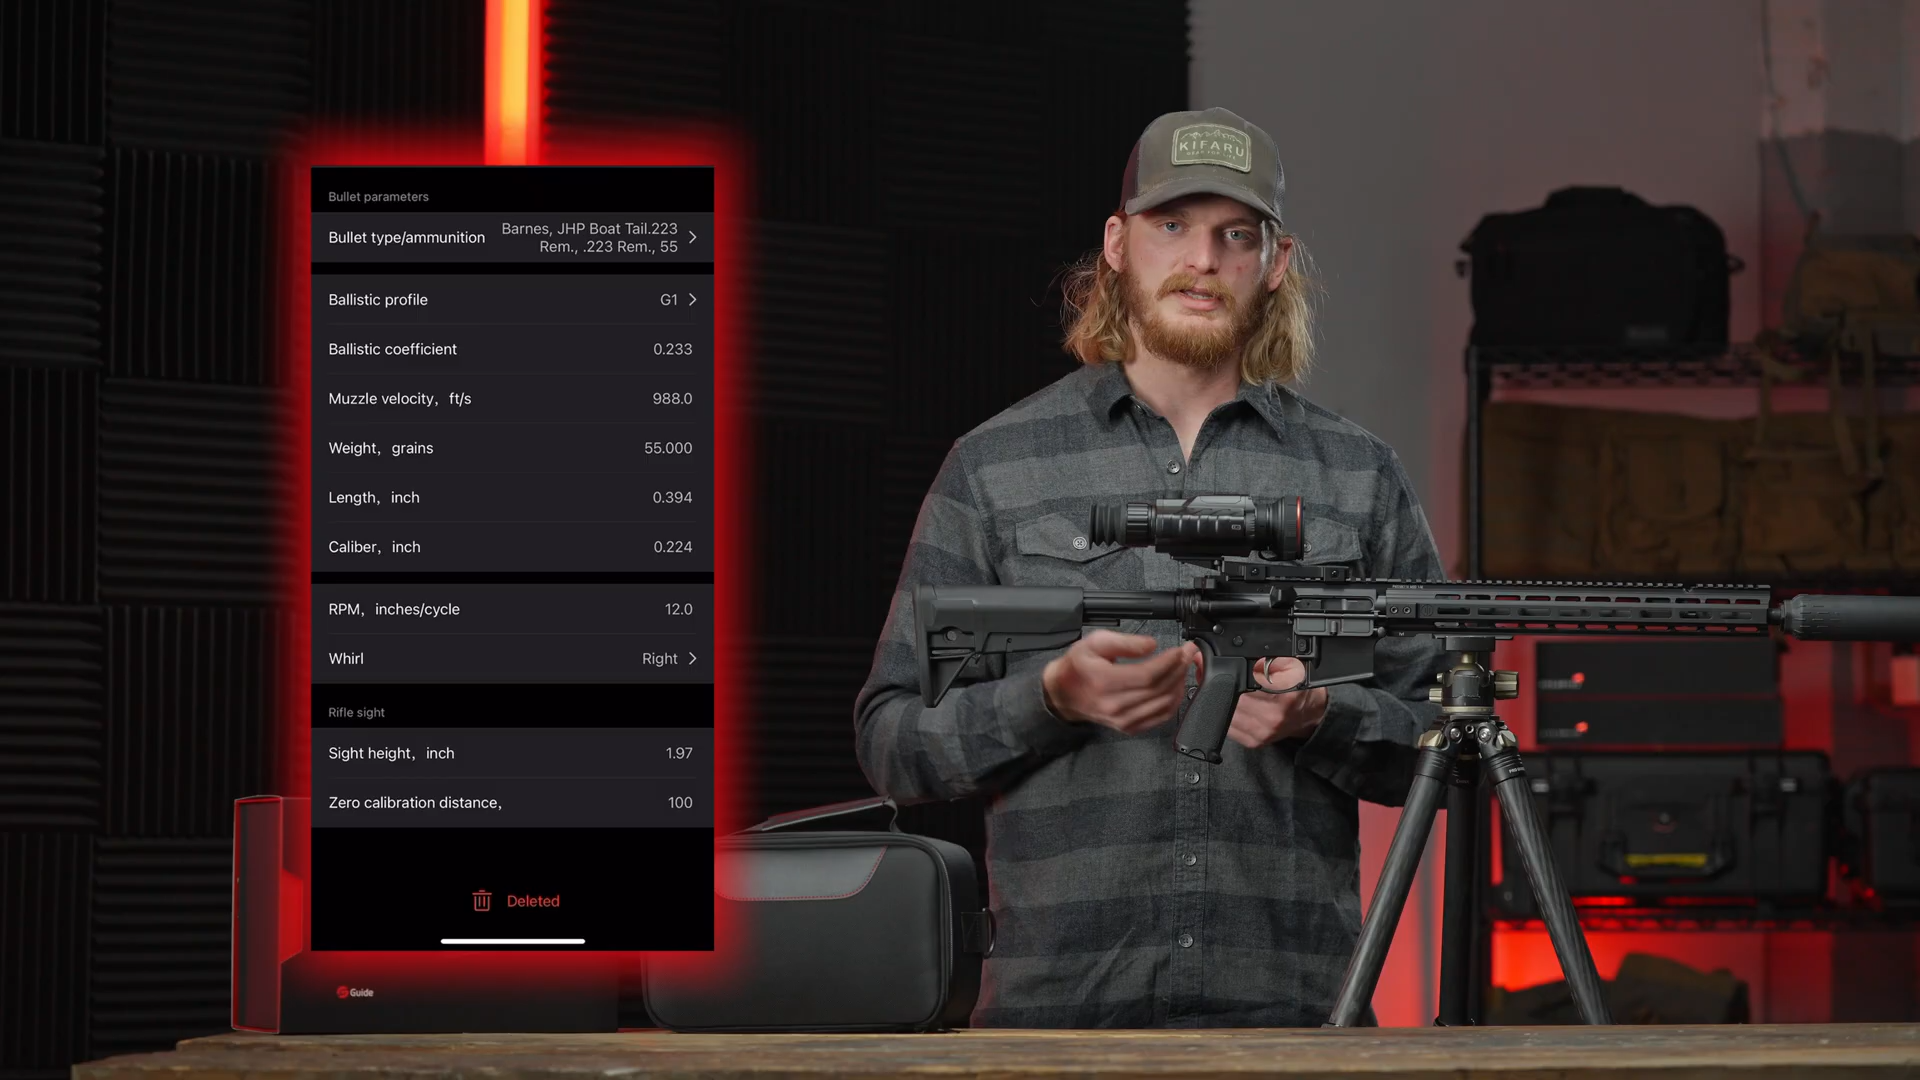 KIFARU
Bullet parameters
Bullet type/ammunition
Barnes, JHP Boat Tail.223
Rem., .223 Rem., 55
Ballistic profile
G1
Ballistic coefficient
0.233
Muzzle velocity, ft/s
988.0
Weight, grains
55.000
Length, inch
0.394
Caliber, inch
0.224
RPM, inches/cycle
12.0
Whirl
Right
Rifle sight
Sight height, inch
1.97
Zero calibration distance,
100
Deleted
Guide